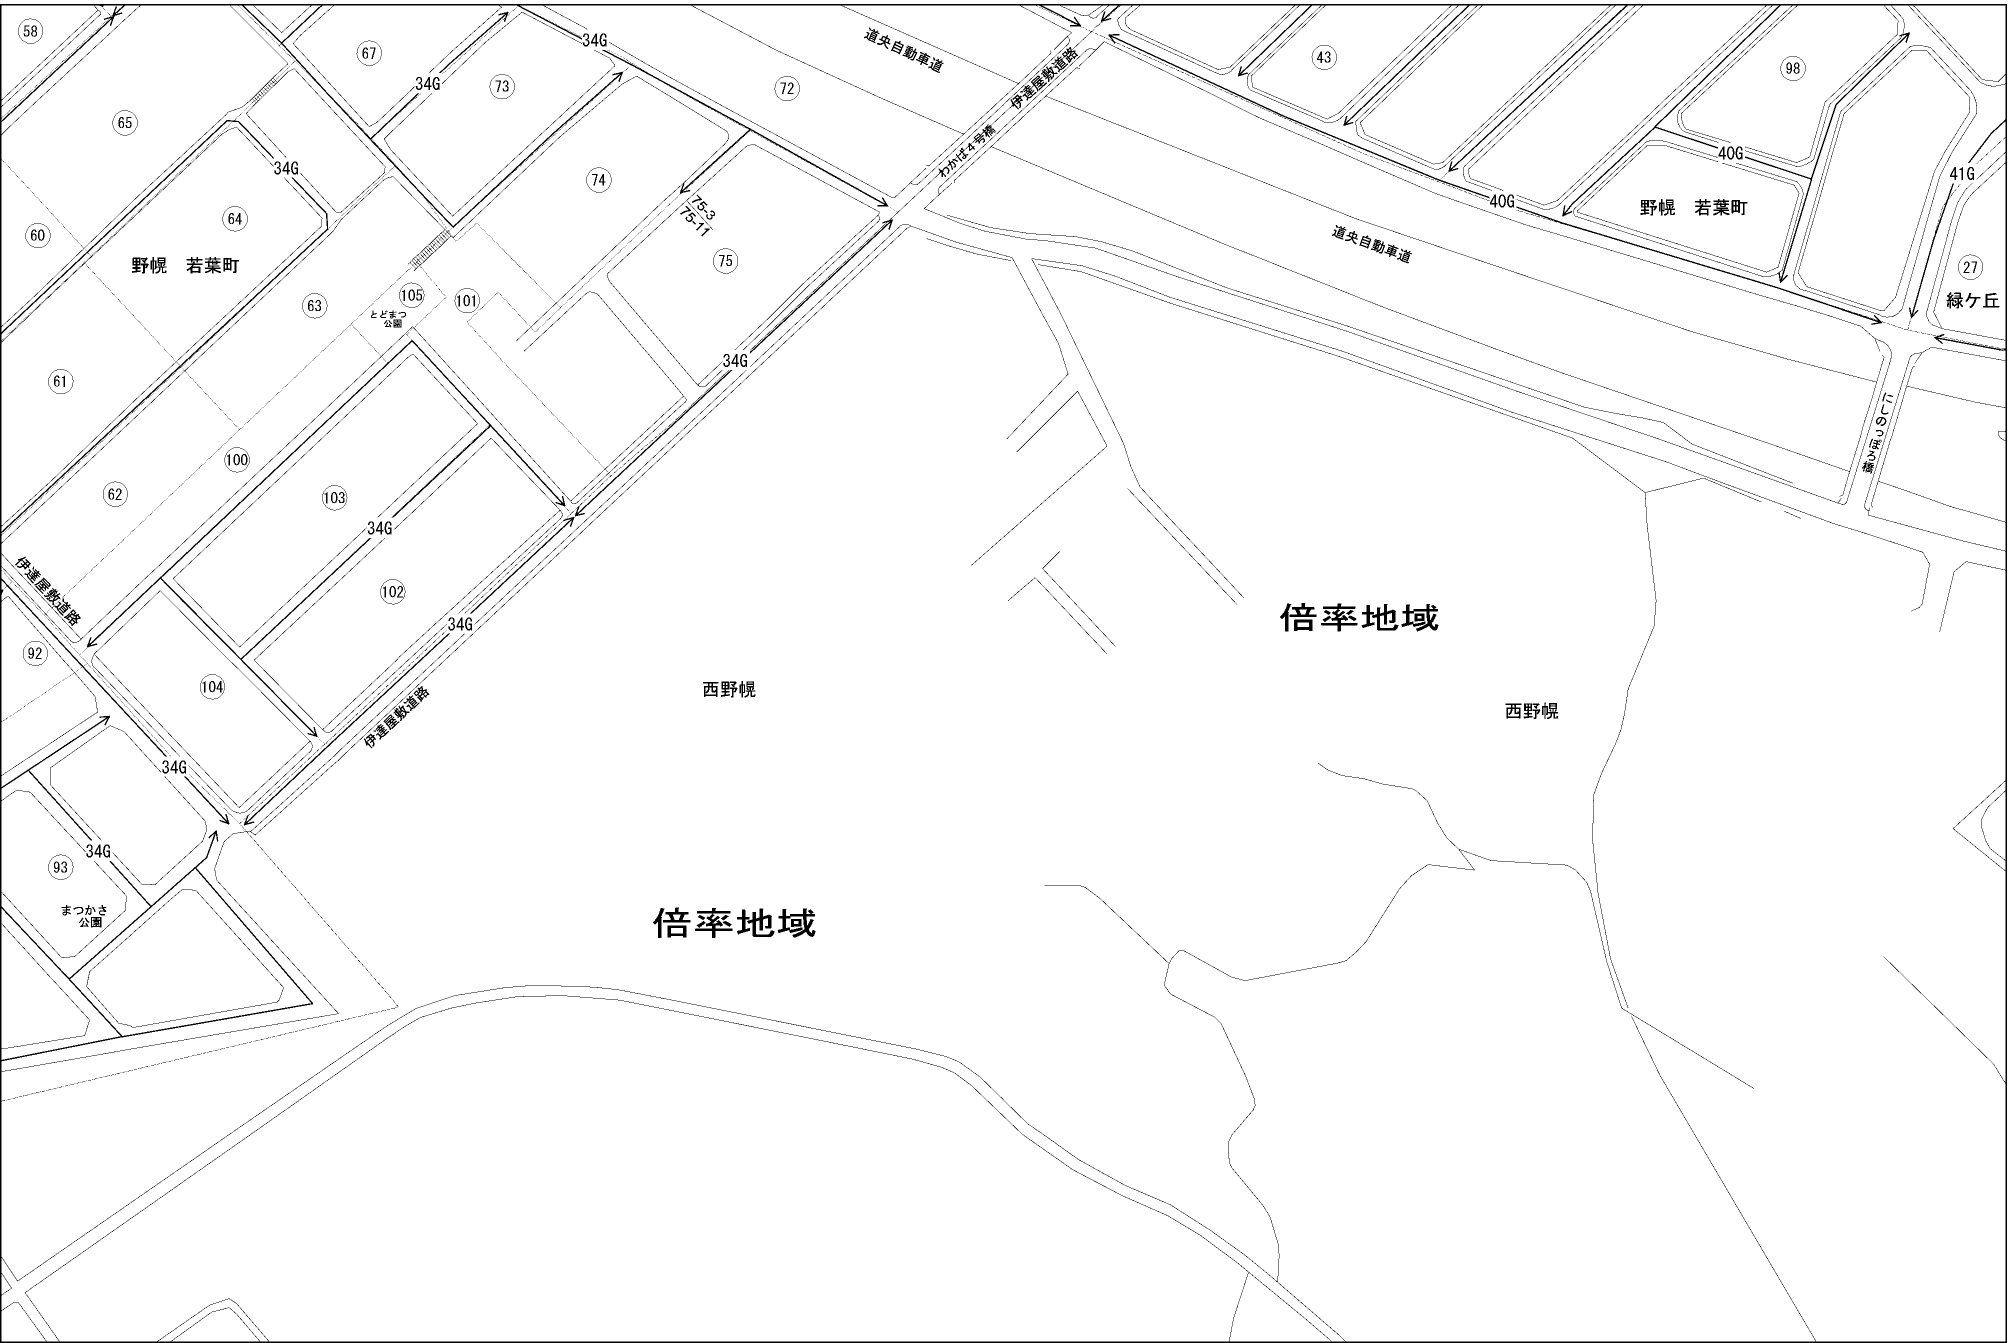 58
67
34G
道央自動車道
伊達屋敷道路
43
98
34G
73
72
65
わかば４号橋
40G
34G
74
41G
75-3
75-11
40G
野幌　若葉町
64
60
野幌　若葉町
75
道央自動車道
27
緑ケ丘
63
105
101
とどまつ
公園
34G
61
にしのっぽろ橋
100
62
103
34G
伊達屋敷道路
102
34G
倍率地域
92
104
伊達屋敷道路
西野幌
西野幌
34G
34G
93
まつかさ
公園
倍率地域